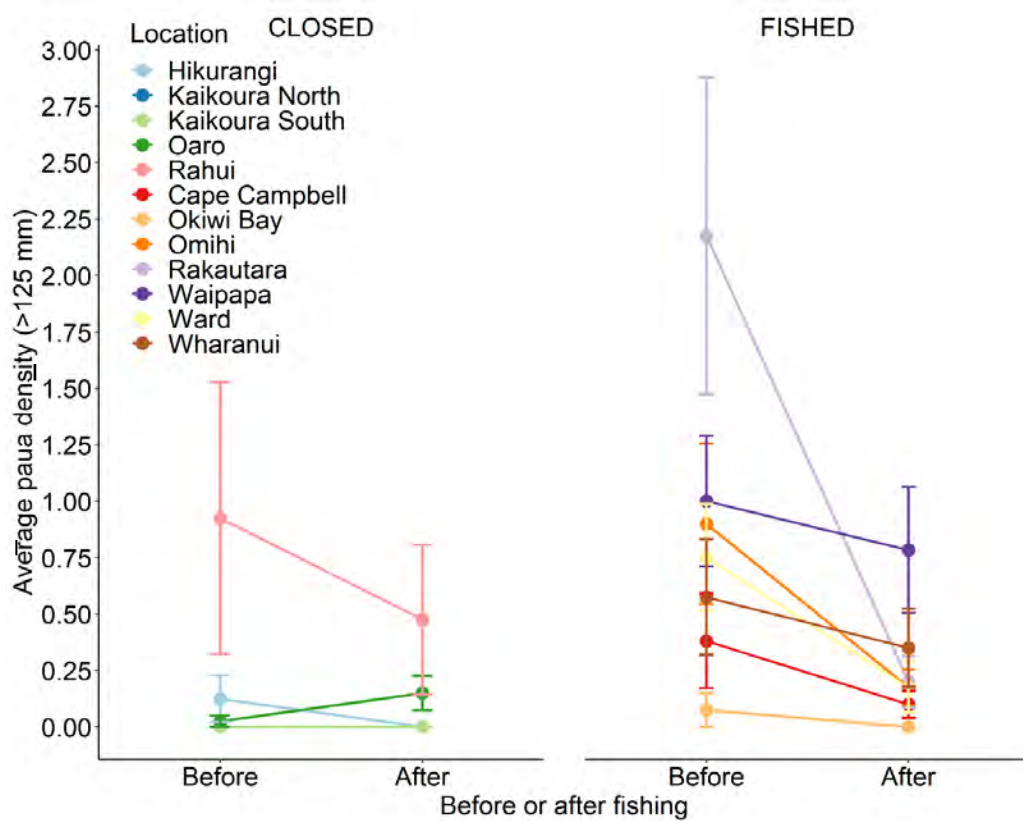 Location
CLOSED
FISHED
Hikurangi
Kaikoura North
Kaikoura South
Oaro
Rahui
Cape Campbell
Okiwi Bay
Omihi
Rakautara
Waipapa
Ward
Wharanui
3.00
2.75
2.50
2.25
2.00
1.75
1.50
1.25
1.00
0.75
0.50
0.25
0.00
Average paua density (>125 mm)
Before
After
Before
After
Before or after fishing